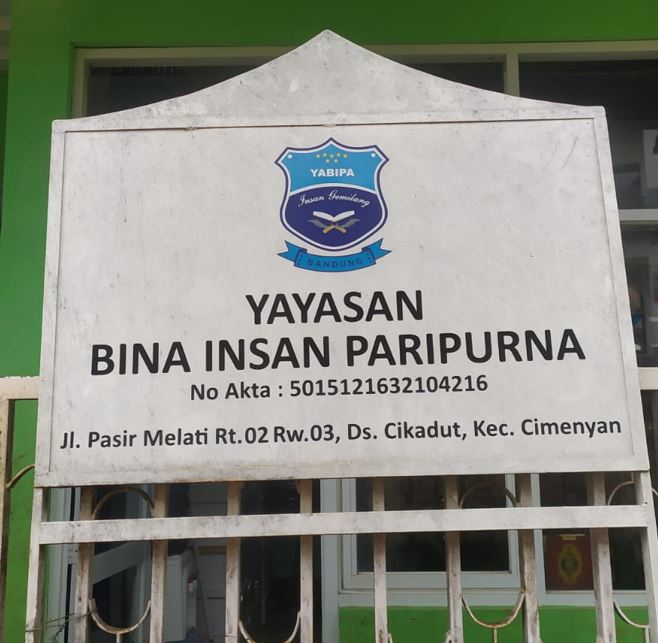 YABIPA
Insan Gemilang
BANDUNG
YAYASAN
BINA INSAN PARIPURNA
No Akta : 5015121632104216
Jl. Pasir Melati Rt.02 Rw.03, Ds. Cikadut, Kec. Cimenyan